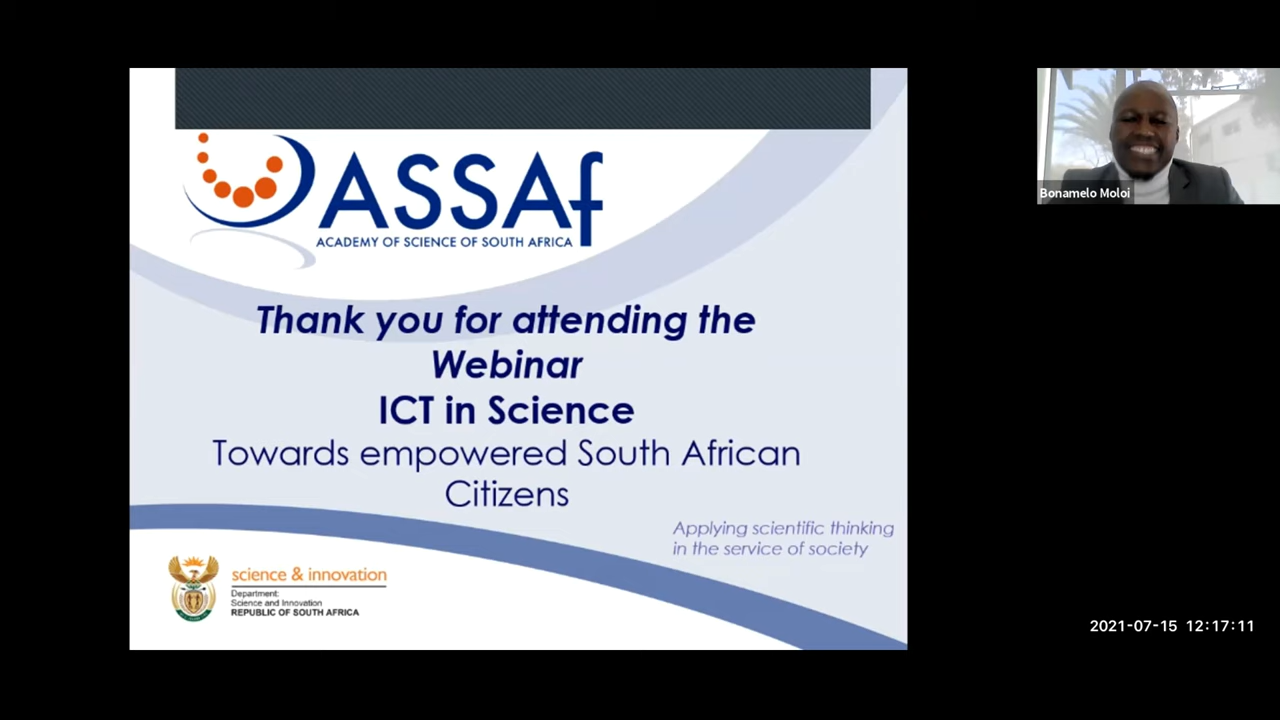 ASSAf
ACADEMY OF SCIENCE OF SOUTH AFRICA
Thank you for attending the
Webinar
ICT in Science
Towards empowered South African
Citizens
Applying scientific thinking
in the service of society
science & innovation
Department:
Science and Innovation
REPUBLIC OF SOUTH AFRICA
Bonamelo Moloi
2021-07-15 12:17:11